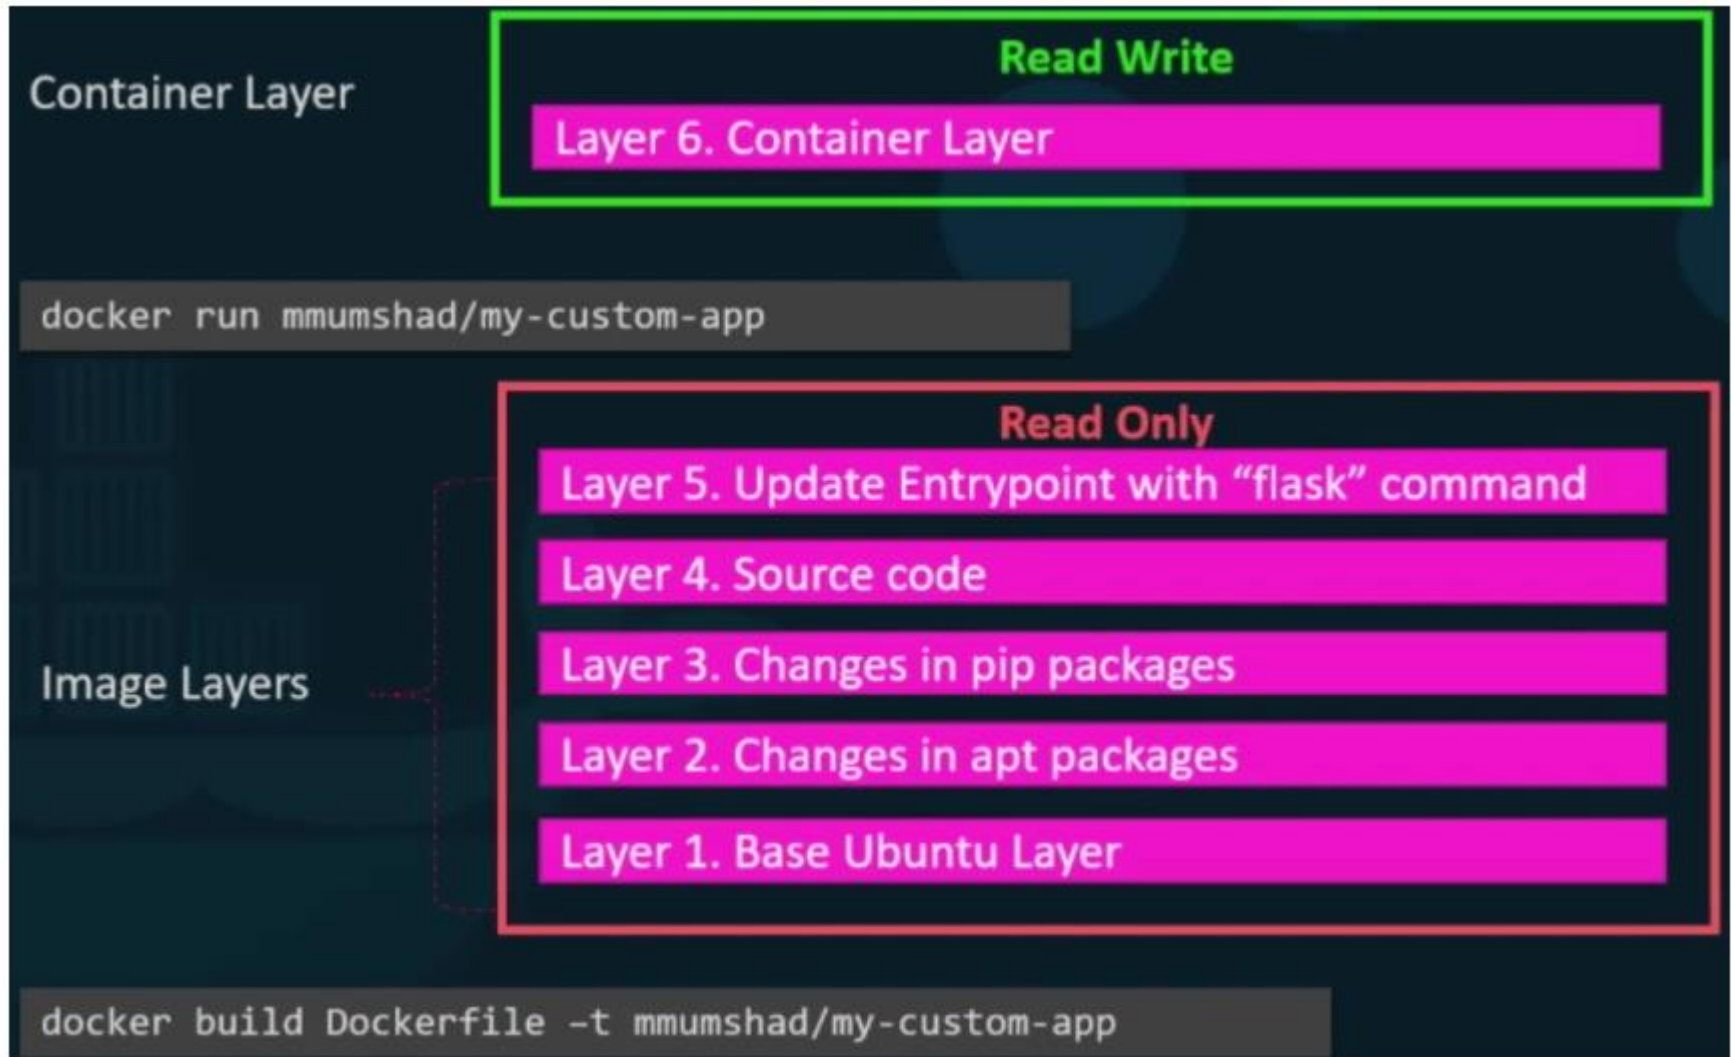 Read Write
Container Layer
Layer 6. Container Layer
docker run mmumshad/my-custom-app
Read Only
Layer 5. Update Entrypoint with “flask” command
Layer 4. Source code
Layer 3. Changes in pip packages
Image Layers
Layer 2. Changes in apt packages
Layer 1. Base Ubuntu Layer
docker build Dockerfile –t mmumshad/my-custom-app